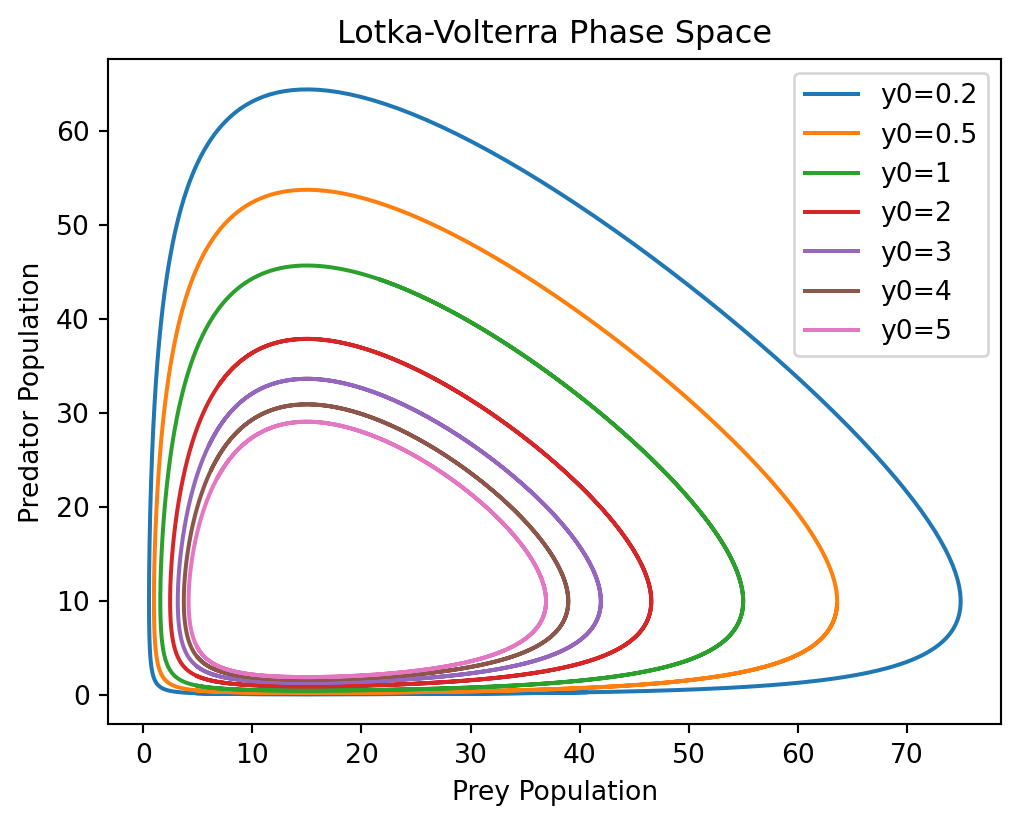 Lotka-Volterra Phase Space
y0=0.2
y0=0.5
y0=1
y0=2
y0=3
y0=4
y0=5
Predator Population
60
50
40
30
20
10
0
0 10 20 30 40 50 60 70
Prey Population